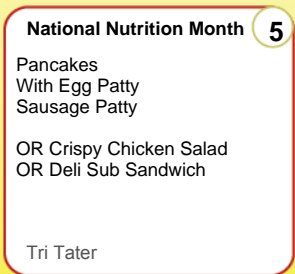 National Nutrition Month 5
Pancakes
With Egg Patty
Sausage Patty
OR Crispy Chicken Salad
OR Deli Sub Sandwich
Tri Tater